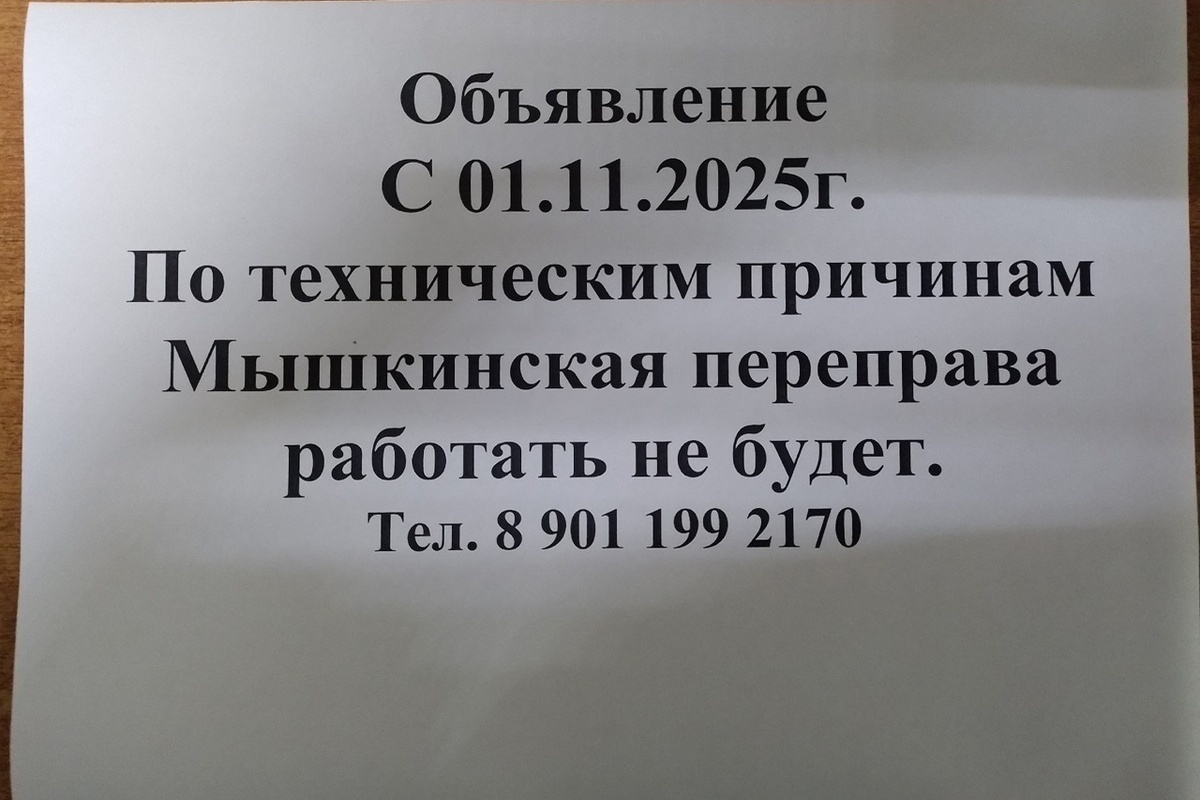 Объявление
С 01.11.2025г.
По техническим причинам
Мышкинская переправа
работать не будет.
Тел. 8 901 199 2170